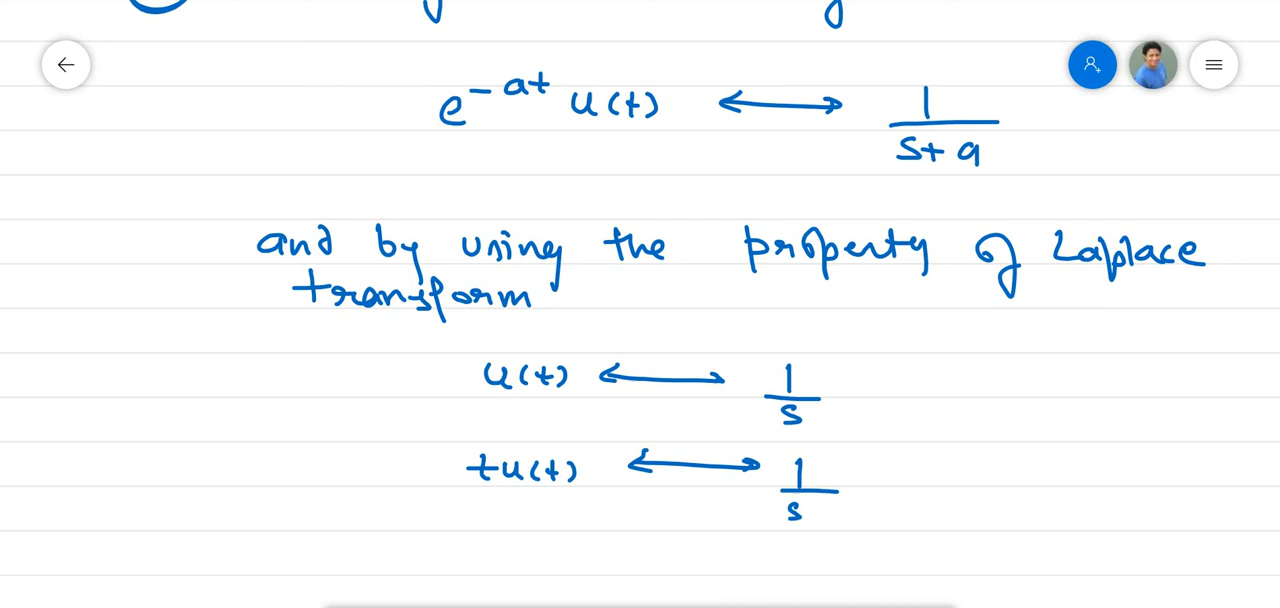 e^-at u(t) ⟷ 1/(s+a)
and by using the property of Laplace
transform
u(t) ⟷ 1/s
tu(t) ⟷ 1/s